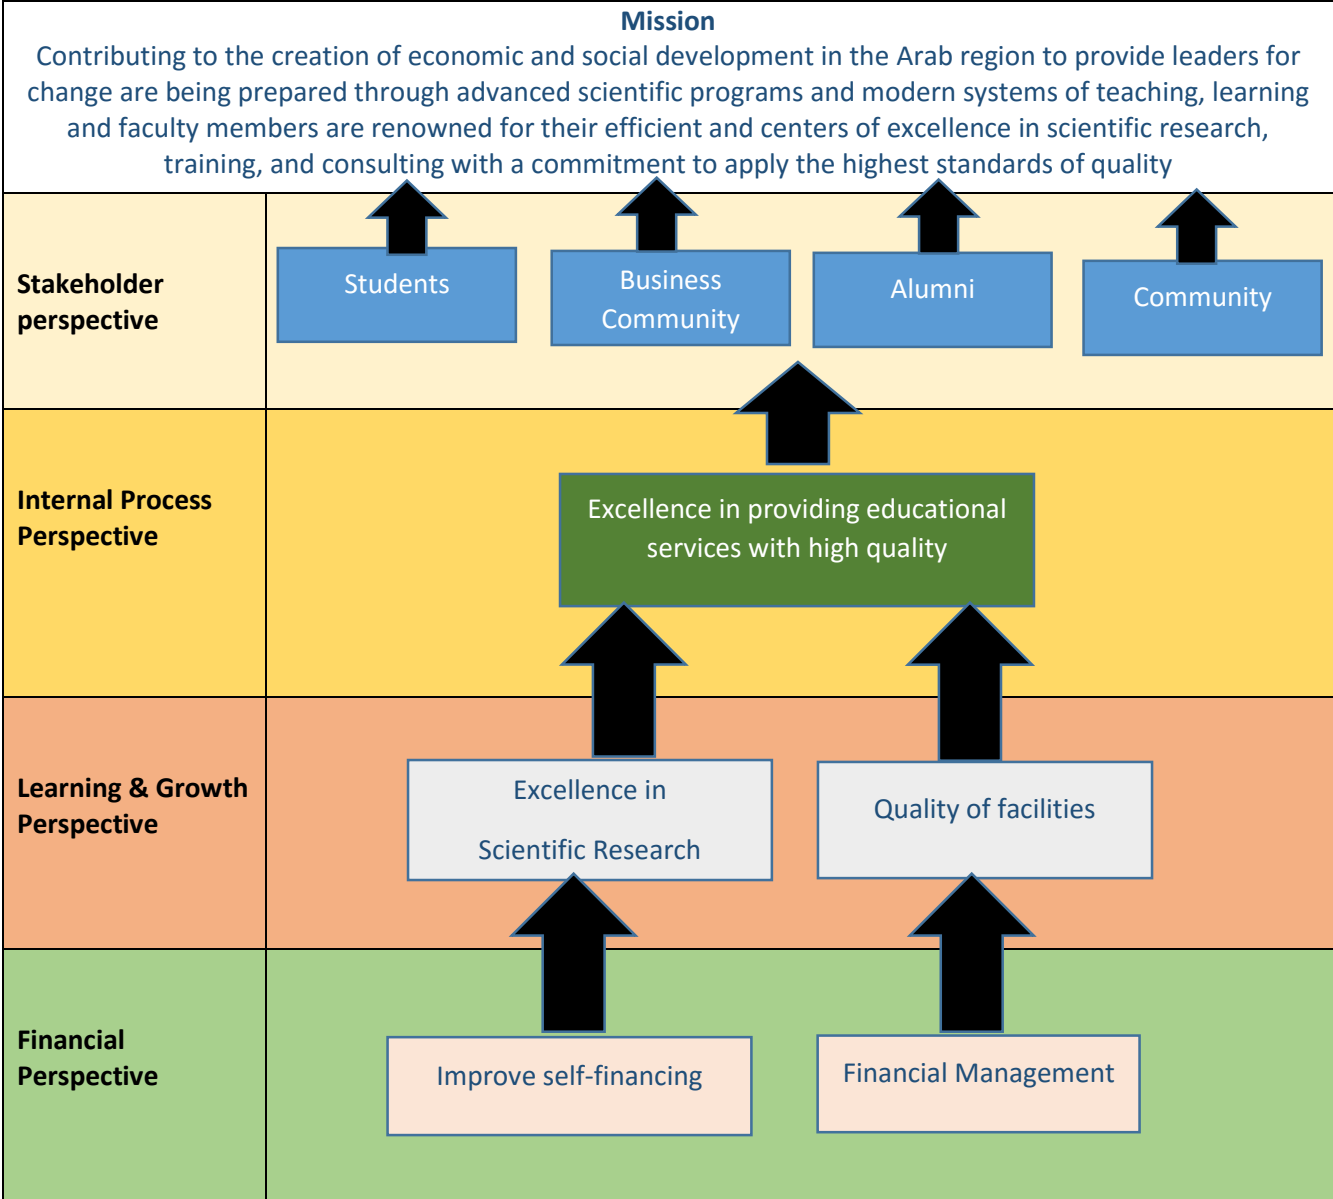 Mission
Contributing to the creation of economic and social development in the Arab region to provide leaders for
change are being prepared through advanced scientific programs and modern systems of teaching, learning
and faculty members are renowned for their efficient and centers of excellence in scientific research,
training, and consulting with a commitment to apply the highest standards of quality
Stakeholder
perspective
Students
Business
Community
Alumni
Community
Internal Process
Perspective
Excellence in providing educational
services with high quality
Learning & Growth
Perspective
Excellence in
Scientific Research
Quality of facilities
Financial
Perspective
Improve self-financing
Financial Management